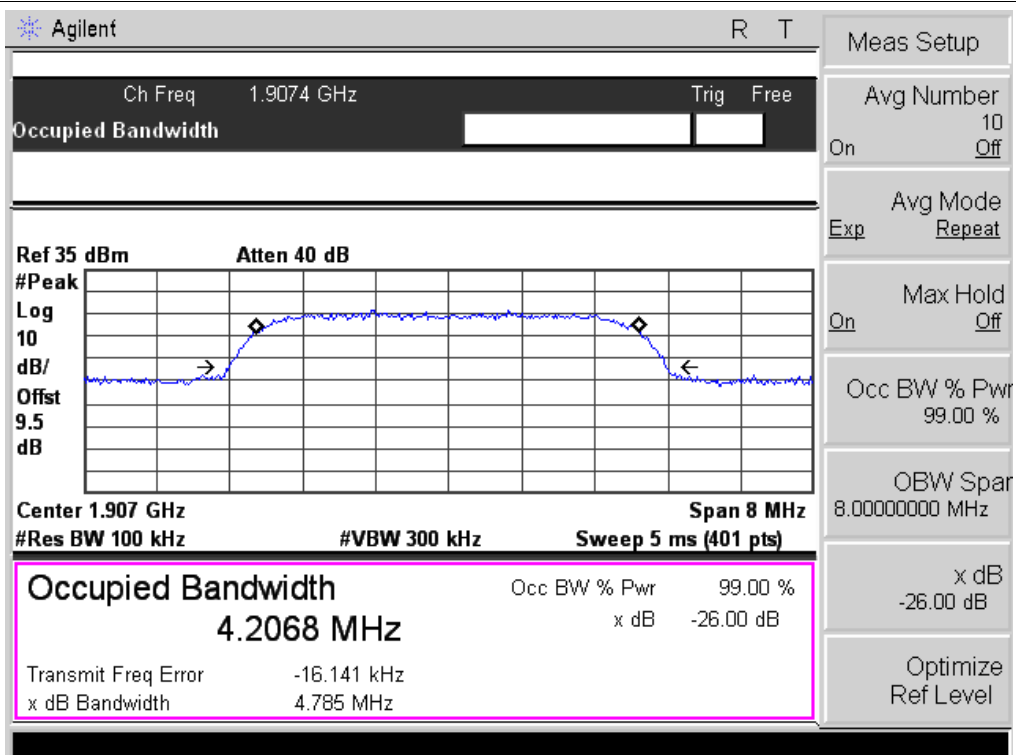 Agilent R T
Ch Freq 1.9074 GHz Trig Free
Occupied Bandwidth
Ref 35 dBm Atten 40 dB
#Peak
Log
10
dB/
Offst
9.5
dB
Center 1.907 GHz Span 8 MHz
#Res BW 100 kHz #VBW 300 kHz Sweep 5 ms (401 pts)
Occupied Bandwidth Occ BW % Pwr 99.00 %
4.2068 MHz x dB -26.00 dB
Transmit Freq Error -16.141 kHz
x dB Bandwidth 4.785 MHz
Meas Setup
Avg Number
10
On Off
Avg Mode
Exp Repeat
Max Hold
On Off
Occ BW % Pwr
99.00 %
OBW Span
8.00000000 MHz
x dB
-26.00 dB
Optimize
Ref Level